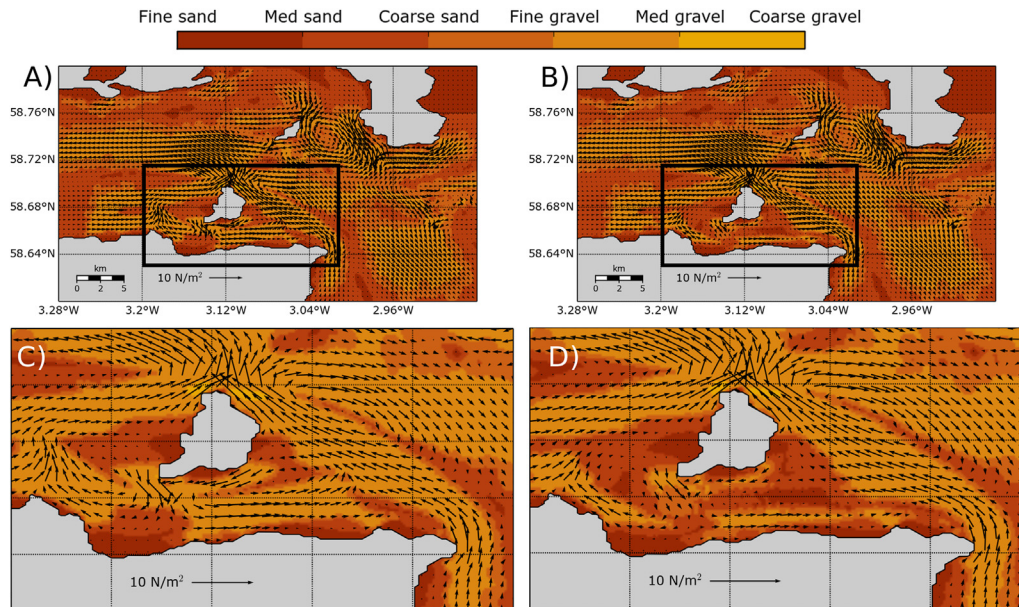 Fine sand Med sand Coarse sand Fine gravel Med gravel Coarse gravel
A)
B)
58.76°N
58.72°N
58.68°N
58.64°N
58.76°N
58.72°N
58.68°N
58.64°N
km
0 2 5
10 N/m²
km
0 2 5
10 N/m²
3.28°W 3.2°W 3.12°W 3.04°W 2.96°W
3.28°W 3.2°W 3.12°W 3.04°W 2.96°W
C)
D)
10 N/m²
10 N/m²